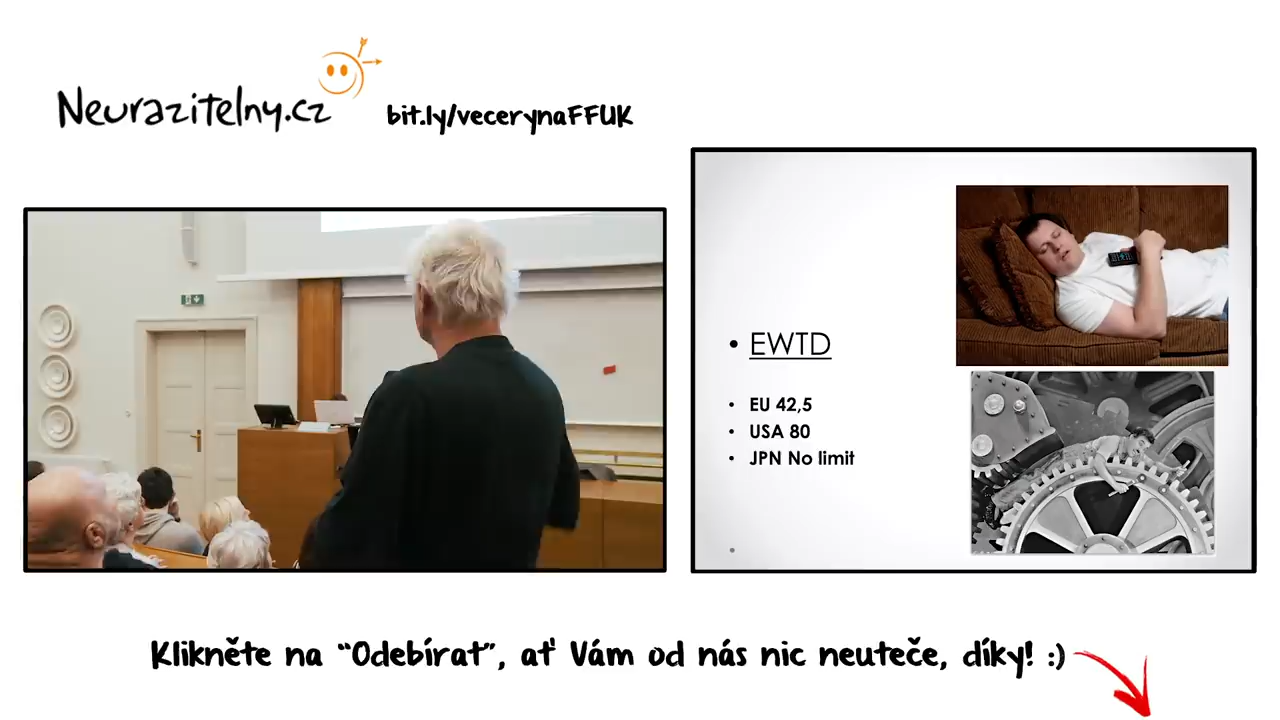 Neurazitelny.cz
bit.ly/vecerynaFFUK
• EWTD
• EU 42,5
• USA 80
• JPN No limit
Klikněte na “Odebírat”, ať Vám od nás nic neuteče, díky! :)